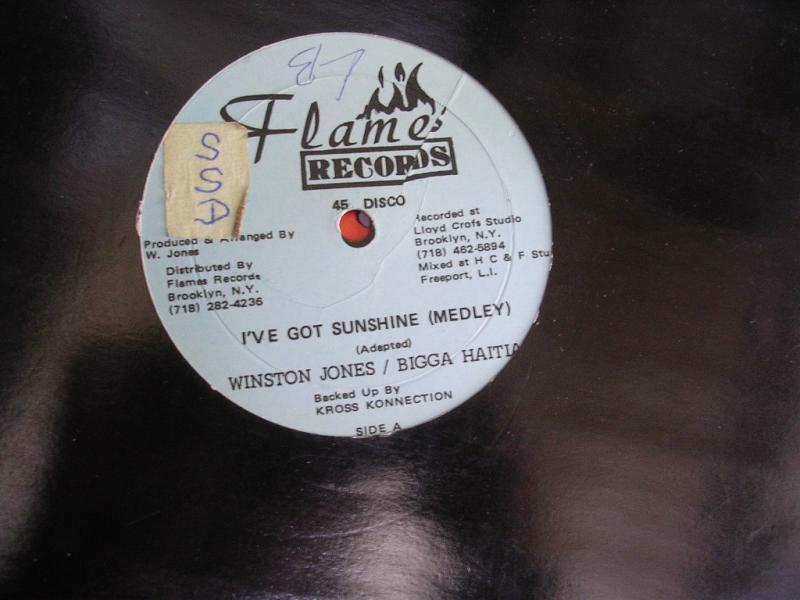 LB
Flames
RECORDS
SSA
45 DISCO
Produced & Arranged By
W. Jones
Distributed By
Flames Records
Brooklyn, N.Y.
(718) 282-4236
Recorded at
Lloyd Crofs Studio
Brooklyn, N.Y.
(718) 462-5894
Mixed at H C & F Stu
Freeport, L.I.
I'VE GOT SUNSHINE (MEDLEY)
(Adapted)
WINSTON JONES / BIGGA HAITIA
Backed Up By
KROSS KONNECTION
SIDE A